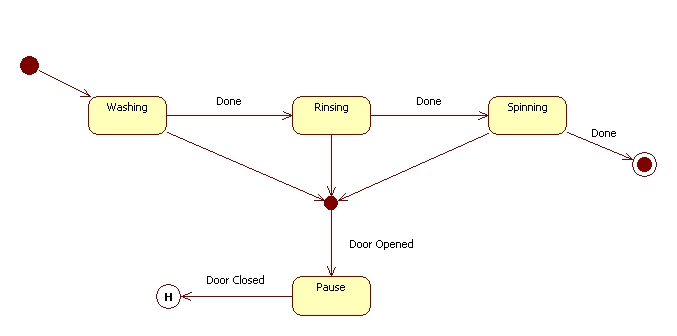 Washing
Done
Rinsing
Done
Spinning
Done
Door Opened
Door Closed
H
Pause